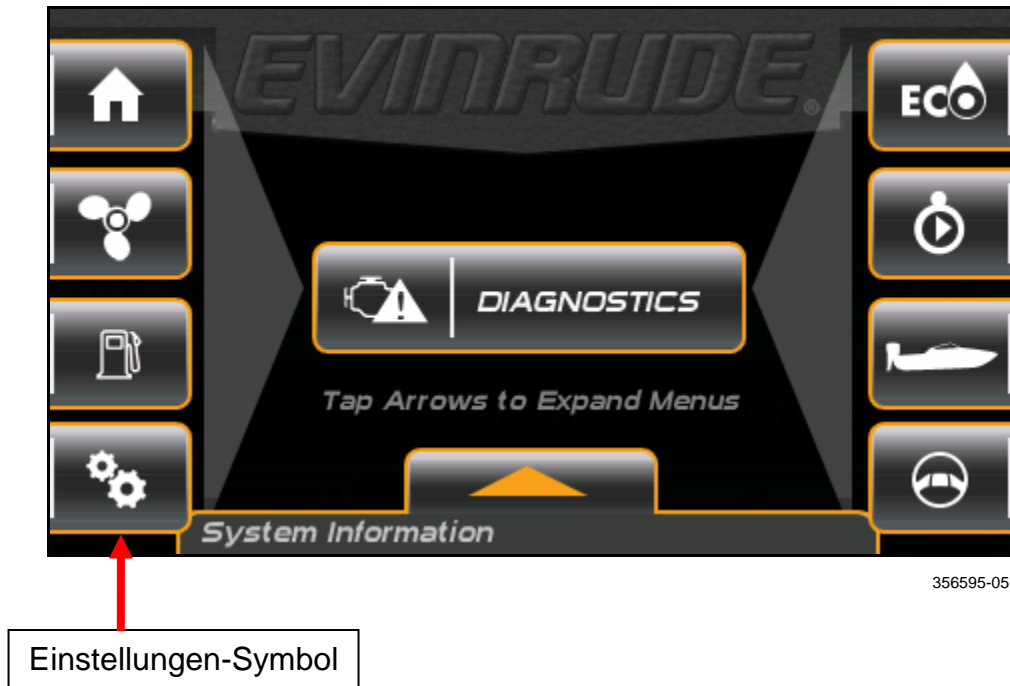 EVINRUDE®
ECO
DIAGNOSTICS
Tap Arrows to Expand Menus
System Information
356595-05
Einstellungen-Symbol